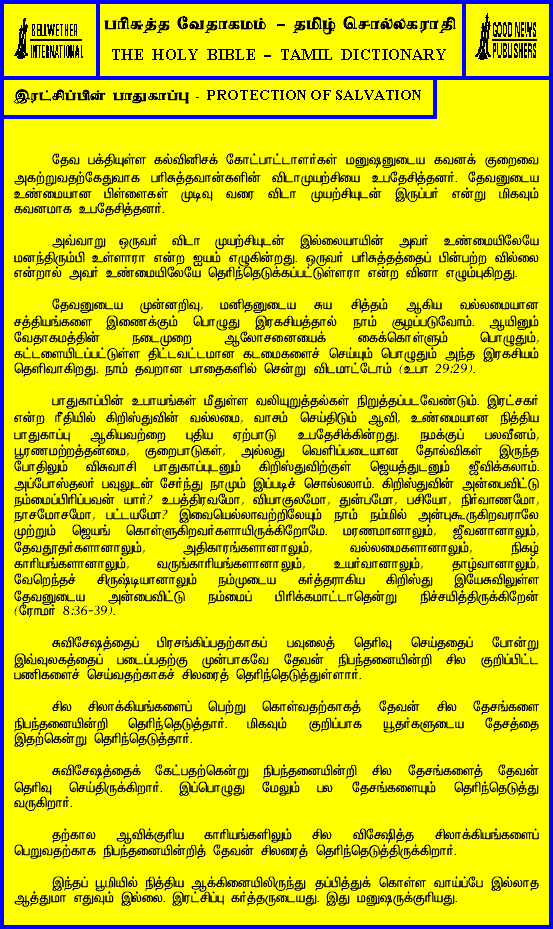 BELLWETHER
INTERNATIONAL
பரிசுத்த வேதாகமம் – தமிழ் சொல்லகராதி
THE HOLY BIBLE – TAMIL DICTIONARY
GOOD NEWS
PUBLISHERS
இரட்சிப்பின் பாதுகாப்பு - PROTECTION OF SALVATION
தேவ பக்தியுள்ள கல்வினிசக் கோட்பாட்டாளர்கள் மனுஷனுடைய கவனக் குறைவை
அகற்றுவதற்கேதுவாக பரிசுத்தவான்களின் விடாமுயற்சியை உபதேசித்தனர். தேவனுடைய
உண்மையான பிள்ளைகள் முடிவு வரை விடா முயற்சியுடன் இருப்பர் என்று மிகவும்
கவனமாக உபதேசித்தனர்.
அவ்வாறு ஒருவர் விடா முயற்சியுடன் இல்லையாயின் அவர் உண்மையிலேயே
மனந்திரும்பி உள்ளாரா என்ற ஐயம் எழுகின்றது. ஒருவர் பரிசுத்தத்தைப் பின்பற்ற வில்லை
என்றால் அவர் உண்மையிலேயே தெரிந்தெடுக்கப்பட்டுள்ளரா என்ற வினா எழும்புகிறது.
தேவனுடைய முன்னறிவு, மனிதனுடைய சுய சித்தம் ஆகிய வல்லமையான
சத்தியங்களை இணைக்கும் பொழுது இரகசியத்தால் நாம் சூழப்படுவோம். ஆயினும்
வேதாகமத்தின் நடைமுறை ஆலோசனையைக் கைக்கொள்ளும் பொழுதும்,
கட்டளையிடப்பட்டுள்ள திட்டவட்டமான கடமைகளைச் செய்யும் பொழுதும் அந்த இரகசியம்
தெளிவாகிறது. நாம் தவறான பாதைகளில் சென்று விடமாட்டோம் (உபா 29:29).
பாதுகாப்பின் உபாயங்கள் மீதுள்ள வலியுறுத்தல்கள் நிறுத்தப்படவேண்டும். இரட்சகர்
என்ற ரீதியில் கிறிஸ்துவின் வல்லமை, வாசம் செய்திடும் ஆவி, உண்மையான நித்திய
பாதுகாப்பு ஆகியவற்றை புதிய ஏற்பாடு உபதேசிக்கின்றது. நமக்குப் பலவீனம்,
பூரணமற்றத்தன்மை, குறைபாடுகள், அல்லது வெளிப்படையான தோல்விகள் இருந்த
போதிலும் விசுவாசி பாதுகாப்புடனும் கிறிஸ்துவிற்குள் ஜெயத்துடனும் ஜீவிக்கலாம்.
அப்போஸ்தலர் பவுலுடன் சேர்ந்து நாமும் இப்படிச் சொல்லலாம். கிறிஸ்துவின் அன்பைவிட்டு
நம்மைப்பிரிப்பவன் யார்? உபத்திரவமோ, வியாகுலமோ, துன்பமோ, பசியோ, நிர்வாணமோ,
நாசமோசமோ, பட்டயமோ? இவையெல்லாவற்றிலேயும் நாம் நம்மில் அன்புகூருகிறவராலே
முற்றும் ஜெயங் கொள்ளுகிறவர்களாயிருக்கிறோமே. மரணமானாலும், ஜீவனானாலும்,
தேவதூதர்களானாலும், அதிகாரங்களானாலும், வல்லமைகளானாலும், நிகழ்
காரியங்களானாலும், வருங்காரியங்களானாலும், உயர்வானாலும், தாழ்வானாலும்,
வேறெந்தச் சிருஷ்டியானாலும் நம்முடைய கர்த்தராகிய கிறிஸ்து இயேசுவிலுள்ள
தேவனுடைய அன்பைவிட்டு நம்மைப் பிரிக்கமாட்டாதென்று நிச்சயித்திருக்கிறேன்
(ரோமர் 8:36-39).
சுவிசேஷத்தைப் பிரசங்கிப்பதற்காகப் பவுலைத் தெரிவு செய்ததைப் போன்று
இவ்வுலகத்தைப் படைப்பதற்கு முன்பாகவே தேவன் நிபந்தனையின்றி சில குறிப்பிட்ட
பணிகளைச் செய்வதற்காகச் சிலரைத் தெரிந்தெடுத்துள்ளார்.
சில சிலாக்கியங்களைப் பெற்று கொள்வதற்காகத் தேவன் சில தேசங்களை
நிபந்தனையின்றி தெரிந்தெடுத்தார். மிகவும் குறிப்பாக யூதர்களுடைய தேசத்தை
இதற்கென்று தெரிந்தெடுத்தார்.
சுவிசேஷத்தைக் கேட்பதற்கென்று நிபந்தனையின்றி சில தேசங்களைத் தேவன்
தெரிவு செய்திருக்கிறார். இப்பொழுது மேலும் பல தேசங்களையும் தெரிந்தெடுத்து
வருகிறார்.
தற்கால ஆவிக்குரிய காரியங்களிலும் சில விசேஷித்த சிலாக்கியங்களைப்
பெறுவதற்காக நிபந்தனையின்றித் தேவன் சிலரைத் தெரிந்தெடுத்திருக்கிறார்.
இந்தப் பூமியில் நித்திய ஆக்கினையிலிருந்து தப்பித்துக் கொள்ள வாய்ப்பே இல்லாத
ஆத்துமா எதுவும் இல்லை. இரட்சிப்பு கர்த்தருடையது. இது மனுஷருக்குரியது.